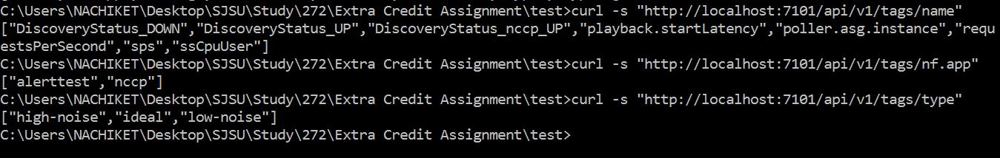 C:\Users\NACHIKET\Desktop\SJSU\Study\272\Extra Credit Assignment\test>curl -s "http://localhost:7101/api/v1/tags/name"
["DiscoveryStatus_DOWN","DiscoveryStatus_UP","DiscoveryStatus_nccp_UP","playback.startLatency","poller.asg.instance","requ
estsPerSecond","sps","ssCpuUser"]
C:\Users\NACHIKET\Desktop\SJSU\Study\272\Extra Credit Assignment\test>curl -s "http://localhost:7101/api/v1/tags/nf.app"
["alerttest","nccp"]
C:\Users\NACHIKET\Desktop\SJSU\Study\272\Extra Credit Assignment\test>curl -s "http://localhost:7101/api/v1/tags/type"
["high-noise","ideal","low-noise"]
C:\Users\NACHIKET\Desktop\SJSU\Study\272\Extra Credit Assignment\test>